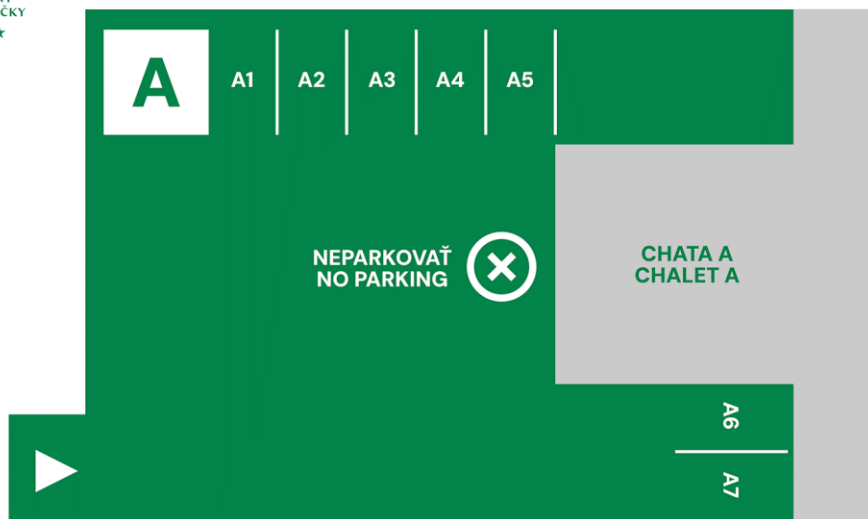 A
A1
A2
A3
A4
A5
NEPARKOVAŤ
NO PARKING
CHATA A
CHALET A
A6
A7